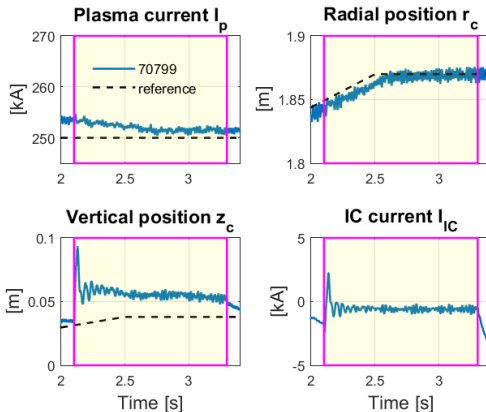 Plasma current I_p
270
260
250
[kA]
70799
reference
2
2.5
3
Radial position r_c
1.9
1.85
1.8
[m]
2
2.5
3
Vertical position z_c
0.1
0.05
0
[m]
2
2.5
3
Time [s]
IC current I_IC
5
0
-5
[kA]
2
2.5
3
Time [s]